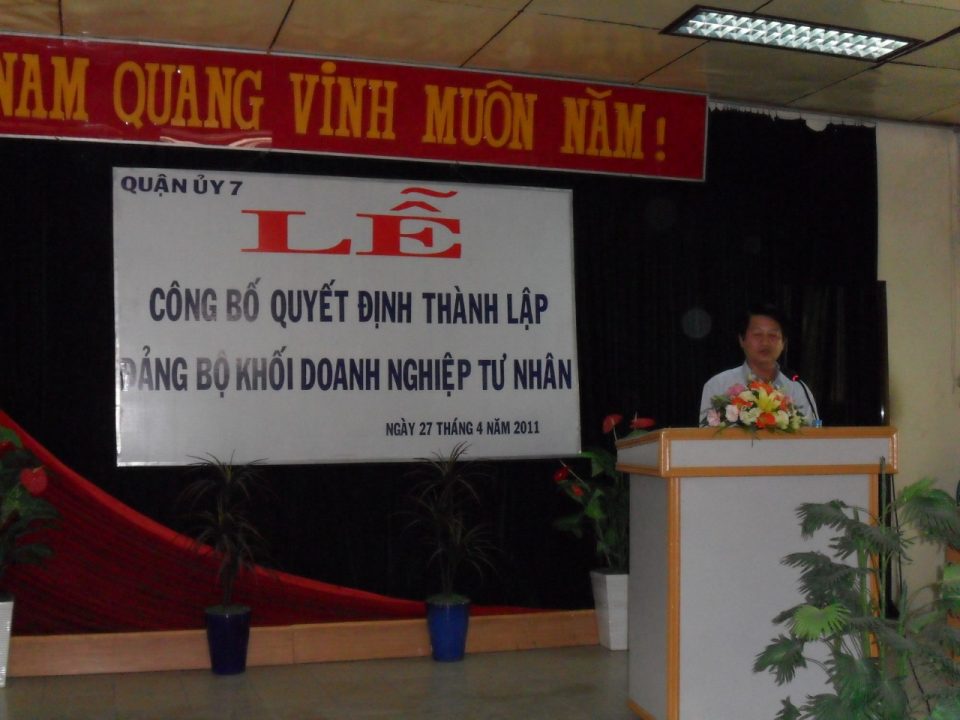 NAM QUANG VINH MUÔN NĂM !
QUẬN ỦY 7
LỄ
CÔNG BỐ QUYẾT ĐỊNH THÀNH LẬP
ĐẢNG BỘ KHỐI DOANH NGHIỆP TƯ NHÂN
NGÀY 27 THÁNG 4 NĂM 2011